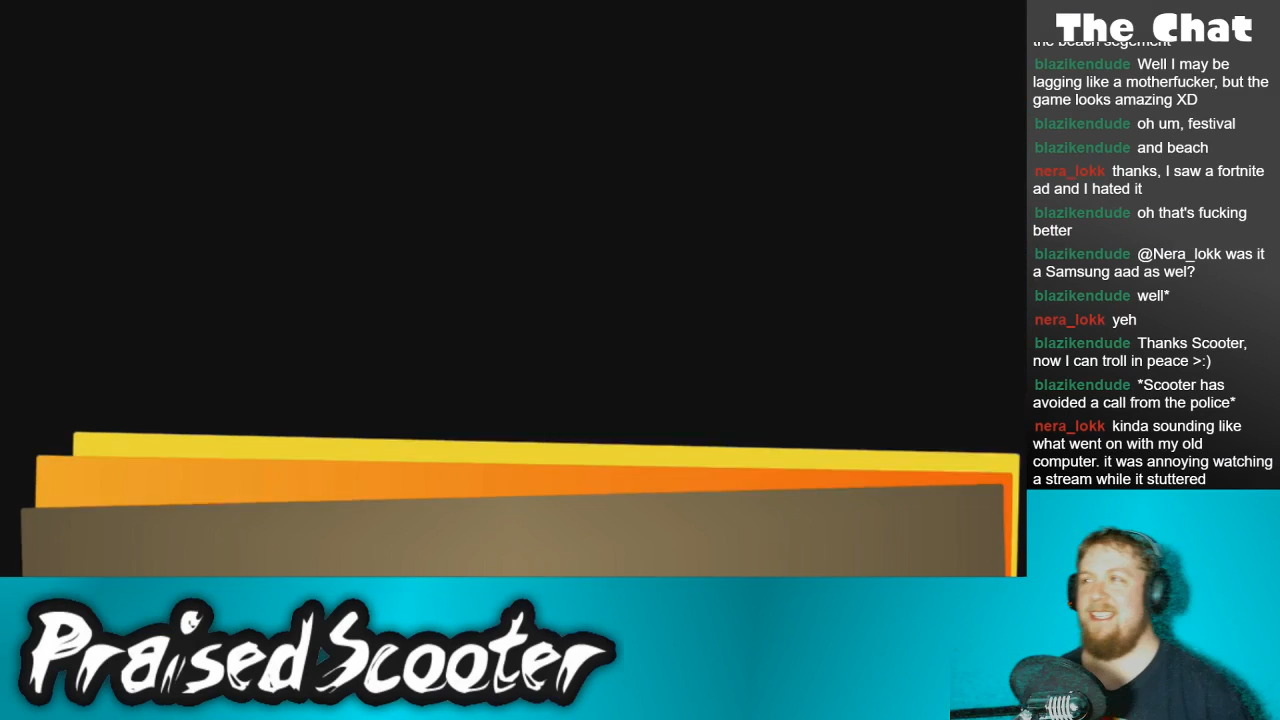 The Chat
the beach segement
blazikendude Well I may be
lagging like a motherfucker, but the
game looks amazing XD
blazikendude oh um, festival
blazikendude and beach
nera_lokk thanks, I saw a fortnite
ad and I hated it
blazikendude oh that's fucking
better
blazikendude @Nera_lokk was it
a Samsung aad as wel?
blazikendude well*
nera_lokk yeh
blazikendude Thanks Scooter,
now I can troll in peace >:)
blazikendude *Scooter has
avoided a call from the police*
nera_lokk kinda sounding like
what went on with my old
computer. it was annoying watching
a stream while it stuttered
PraisedScooter